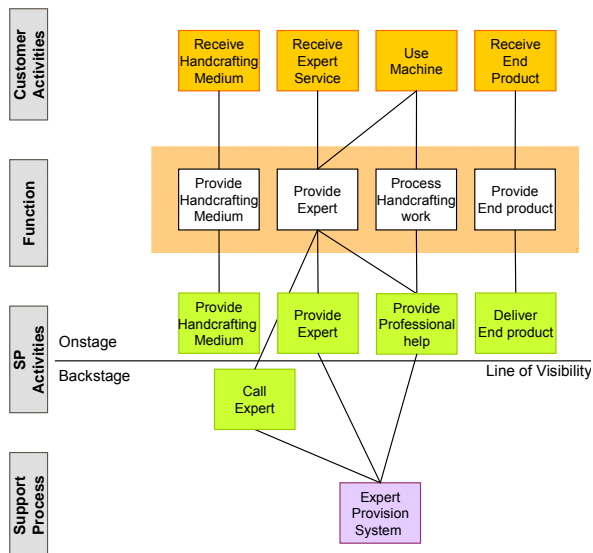 Customer
Activities
Receive
Handcrafting
Medium
Receive
Expert
Service
Use
Machine
Receive
End
Product
Function
Provide
Handcrafting
Medium
Provide
Expert
Process
Handcrafting
work
Provide
End product
SP
Activities
Provide
Handcrafting
Medium
Provide
Expert
Provide
Professional
help
Deliver
End product
Onstage
Backstage
Line of Visibility
Call
Expert
Support
Process
Expert
Provision
System